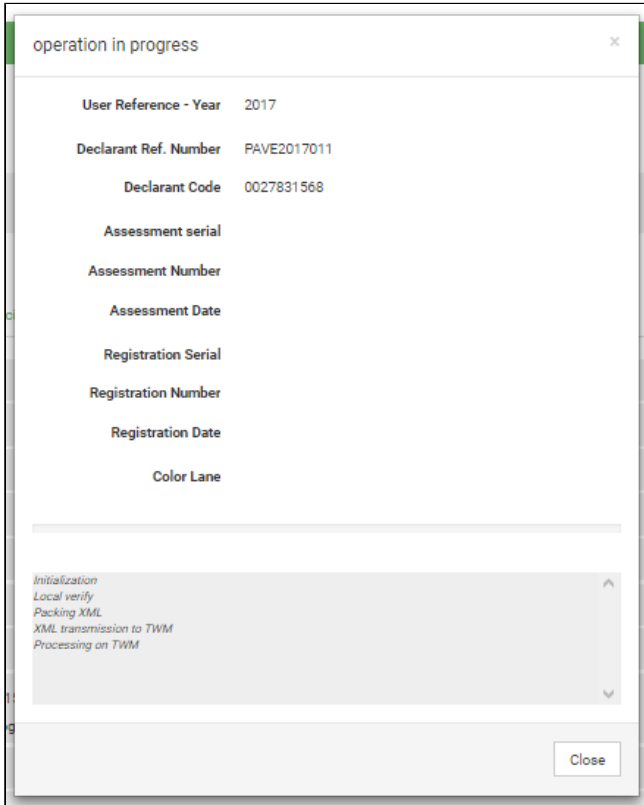 operation in progress
×
User Reference - Year 2017
Declarant Ref. Number PAVE2017011
Declarant Code 0027831568
Assessment serial
Assessment Number
Assessment Date
Registration Serial
Registration Number
Registration Date
Color Lane
Initialization
Local verify
Packing XML
XML transmission to TWM
Processing on TWM
Close